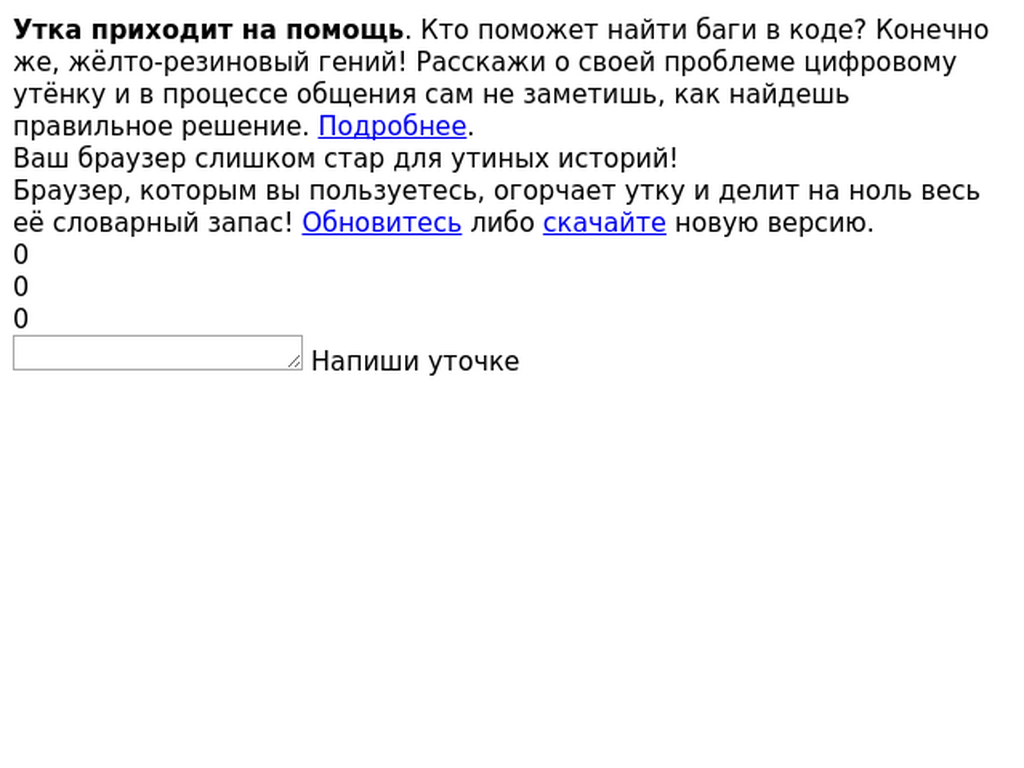 Утка приходит на помощь. Кто поможет найти баги в коде? Конечно
же, жёлто-резиновый гений! Расскажи о своей проблеме цифровому
утёнку и в процессе общения сам не заметишь, как найдешь
правильное решение. Подробнее.
Ваш браузер слишком стар для утиных историй!
Браузер, которым вы пользуетесь, огорчает утку и делит на ноль весь
её словарный запас! Обновитесь либо скачайте новую версию.
0
0
0
Напиши уточке